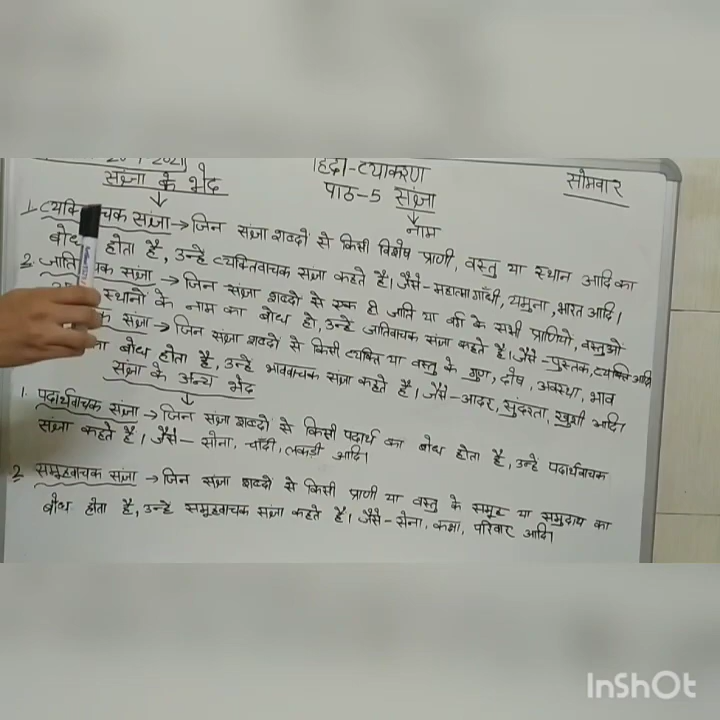 हिंदी-व्याकरण
सोमवार
संज्ञा के भेद
पाठ-5 संज्ञा
नाम
1. व्यक्तिवाचक संज्ञा → जिन संज्ञा शब्दों से किसी विशेष प्राणी, वस्तु या स्थान आदि का
बोध होता है, उन्हें व्यक्तिवाचक संज्ञा कहते हैं। जैसे- महात्मा गाँधी, यमुना, भारत आदि।
2. जाति क संज्ञा → जिन संज्ञा शब्दों से एक ही जाति या वर्ग के सभी प्राणियों, वस्तुओं
स्थानों के नाम का बोध हो, उन्हें जातिवाचक संज्ञा कहते हैं। जैसे-पुस्तक, व्यक्ति आदि
क संज्ञा → जिन संज्ञा शब्दों से किसी व्यक्ति या वस्तु के गुण, दोष, अवस्था, भाव
का बोध होता है, उन्हें भाववाचक संज्ञा कहते हैं। जैसे-आदर, सुंदरता, खुशी आदि।
संज्ञा के अन्य भेद
1. पदार्थवाचक संज्ञा → जिन संज्ञा शब्दों से किसी पदार्थ का बोध होता है, उन्हें पदार्थवाचक
संज्ञा कहते हैं। जैसे- सोना, चाँदी, लकड़ी आदि।
2. समूहवाचक संज्ञा → जिन संज्ञा शब्दों से किसी प्राणी या वस्तु के समूह या समुदाय का
बोध होता है, उन्हें समूहवाचक संज्ञा कहते हैं। जैसे- सेना, कक्षा, परिवार आदि।
InShOt